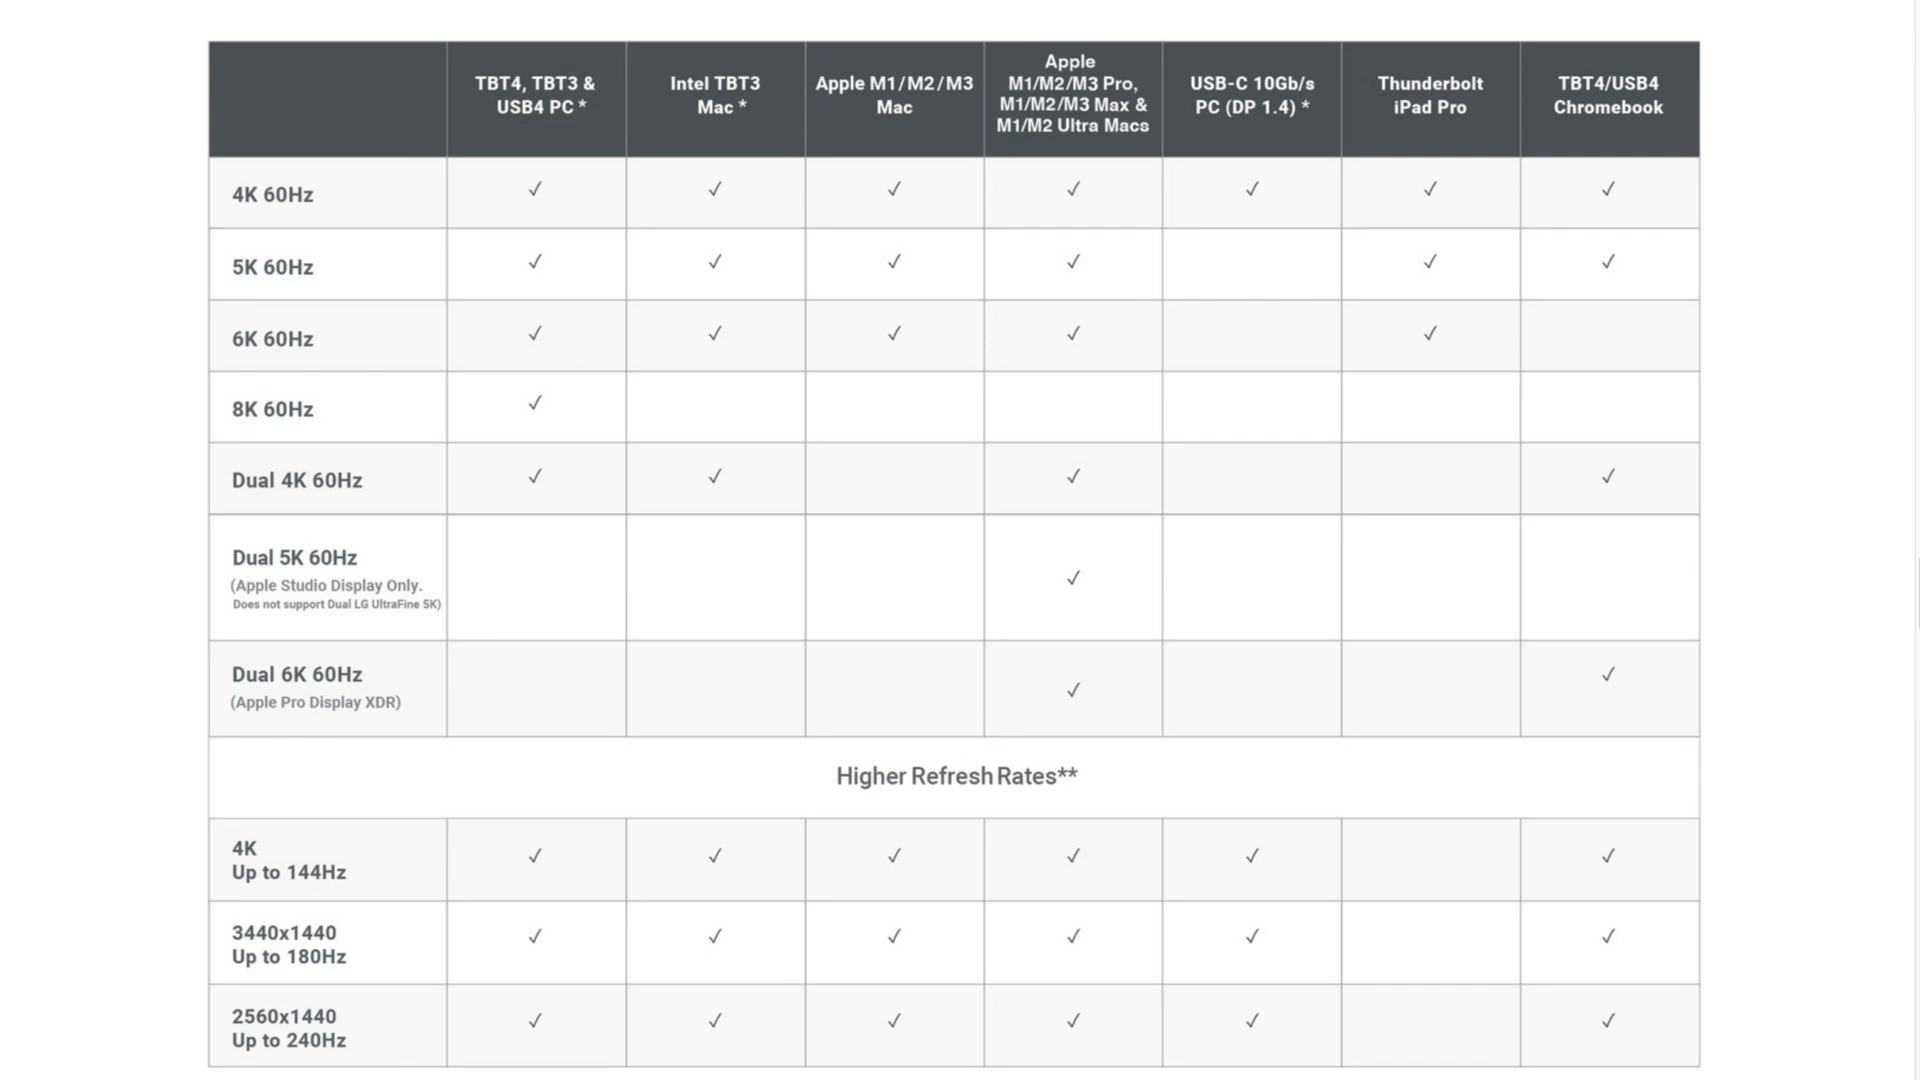 TBT4, TBT3 &
USB4 PC *
Intel TBT3
Mac *
Apple M1/M2/M3
Mac
Apple
M1/M2/M3 Pro,
M1/M2/M3 Max &
M1/M2 Ultra Macs
USB-C 10Gb/s
PC (DP 1.4) *
Thunderbolt
iPad Pro
TBT4/USB4
Chromebook
4K 60Hz ✓ ✓ ✓ ✓ ✓ ✓ ✓
5K 60Hz ✓ ✓ ✓ ✓ ✓ ✓
6K 60Hz ✓ ✓ ✓ ✓ ✓
8K 60Hz ✓
Dual 4K 60Hz ✓ ✓ ✓ ✓
Dual 5K 60Hz
(Apple Studio Display Only.
Does not support Dual LG UltraFine 5K)
✓
Dual 6K 60Hz
(Apple Pro Display XDR)
✓ ✓
Higher Refresh Rates**
4K
Up to 144Hz
✓ ✓ ✓ ✓ ✓ ✓
3440x1440
Up to 180Hz
✓ ✓ ✓ ✓ ✓ ✓
2560x1440
Up to 240Hz
✓ ✓ ✓ ✓ ✓ ✓